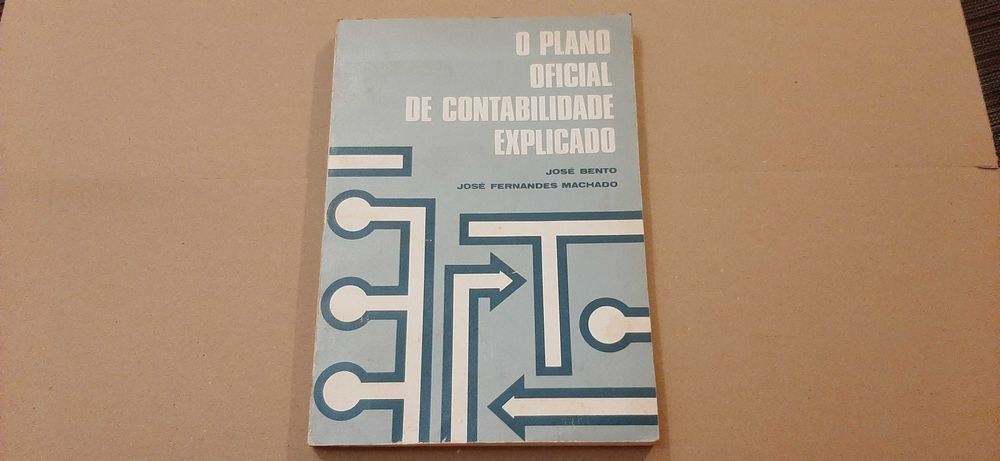 O PLANO
OFICIAL
DE CONTABILIDADE
EXPLICADO
JOSÉ BENTO
JOSÉ FERNANDES MACHADO